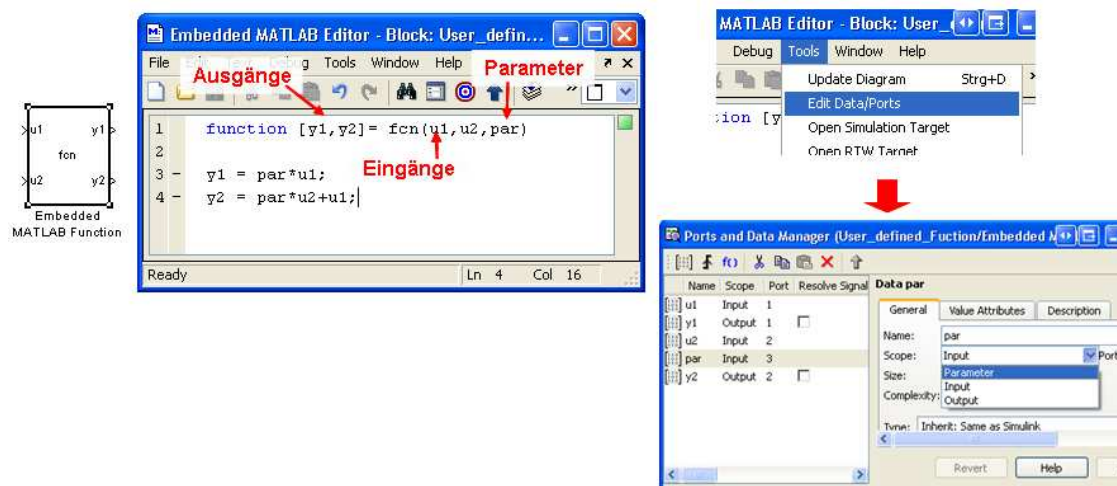 u1
y1
fcn
u2
y2
Embedded
MATLAB Function
Embedded MATLAB Editor - Block: User_defin...
File
Debug Tools Window Help
Ausgänge
Parameter
1 function [y1,y2]= fcn(u1,u2,par)
2
Eingänge
3 - y1 = par*u1;
4 - y2 = par*u2+u1;
Ready
Ln 4 Col 16
MATLAB Editor - Block: User_
Debug Tools Window Help
Update Diagram Strg+D
Edit Data/Ports
Open Simulation Target
Open RTW Target
tion [y
Ports and Data Manager (User_defined_Fuction/Embedded M
Name Scope Port Resolve Signal
u1 Input 1
y1 Output 1
u2 Input 2
par Input 3
y2 Output 2
Data par
General Value Attributes Description
Name: par
Scope: Input Port
Parameter
Input
Output
Size:
Complexity:
Type: Inherit: Same as Simulink
Revert Help